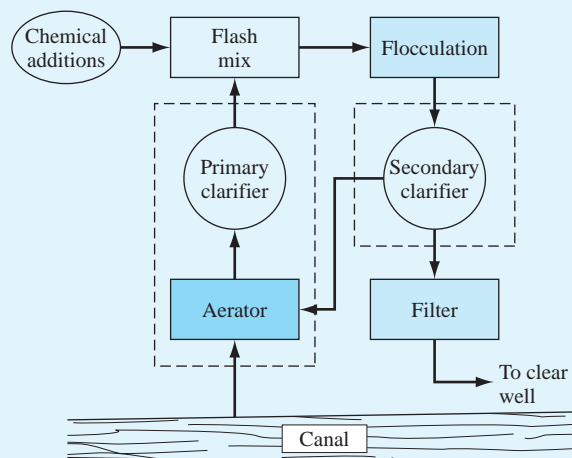 Chemical
additions
Flash
mix
Flocculation
Primary
clarifier
Secondary
clarifier
Aerator
Filter
To clear
well
Canal